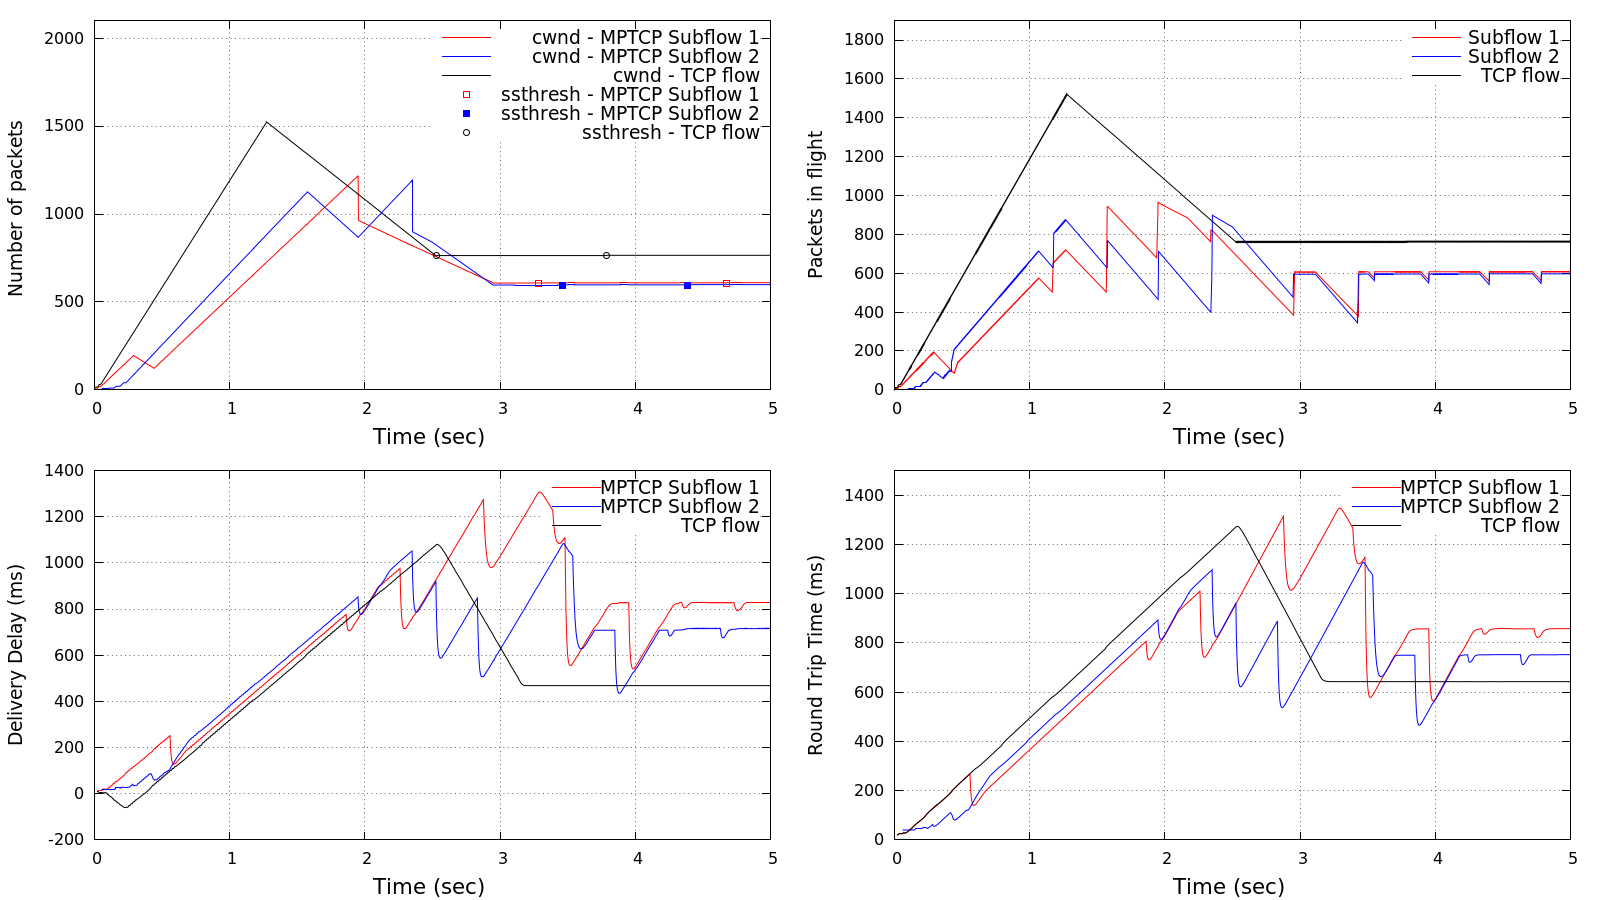 2000
1500
1000
500
0
Number of packets
cwnd - MPTCP Subflow 1
cwnd - MPTCP Subflow 2
cwnd - TCP flow
ssthresh - MPTCP Subflow 1
ssthresh - MPTCP Subflow 2
ssthresh - TCP flow
0 1 2 3 4 5
Time (sec)
1800
1600
1400
1200
1000
800
600
400
200
0
Packets in flight
Subflow 1
Subflow 2
TCP flow
0 1 2 3 4 5
Time (sec)
1400
1200
1000
800
600
400
200
0
-200
Delivery Delay (ms)
MPTCP Subflow 1
MPTCP Subflow 2
TCP flow
0 1 2 3 4 5
Time (sec)
1400
1200
1000
800
600
400
200
0
Round Trip Time (ms)
MPTCP Subflow 1
MPTCP Subflow 2
TCP flow
0 1 2 3 4 5
Time (sec)